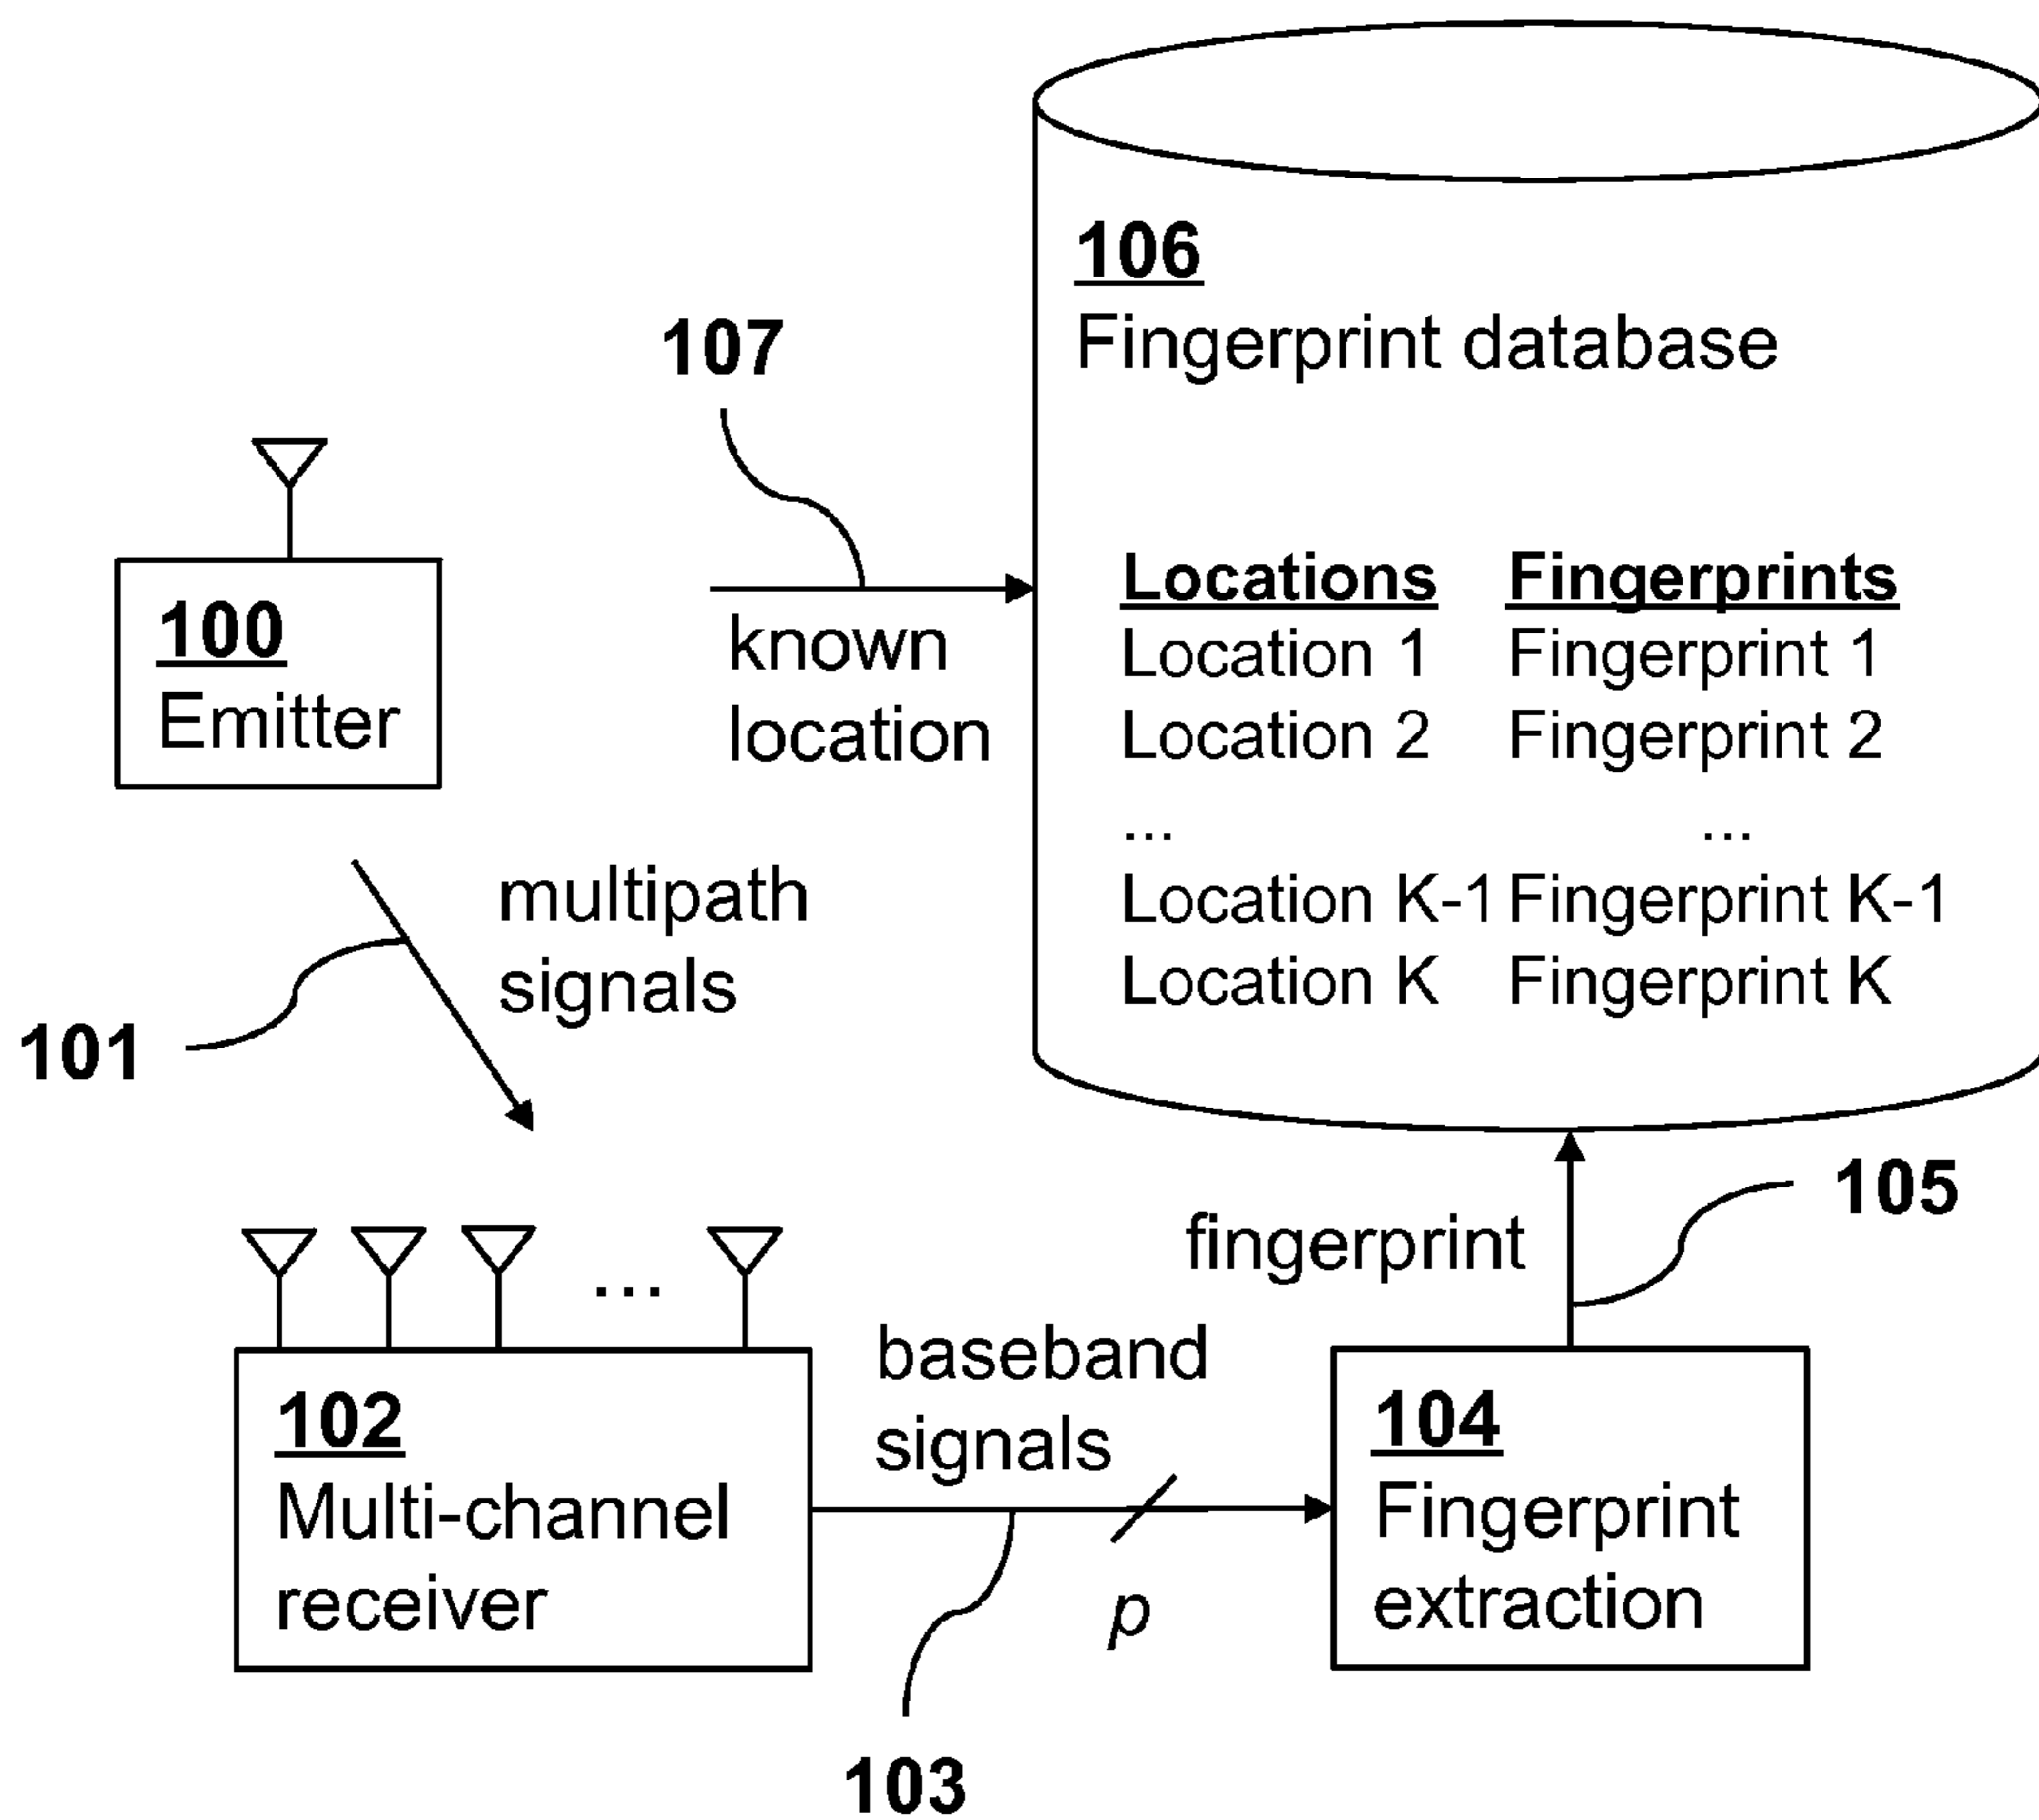 106
Fingerprint database
107
Locations Fingerprints
Location 1 Fingerprint 1
Location 2 Fingerprint 2
... ...
Location K-1 Fingerprint K-1
Location K Fingerprint K
known
location
100
Emitter
multipath
signals
101
105
fingerprint
...
102
Multi-channel
receiver
baseband
signals
p
103
104
Fingerprint
extraction